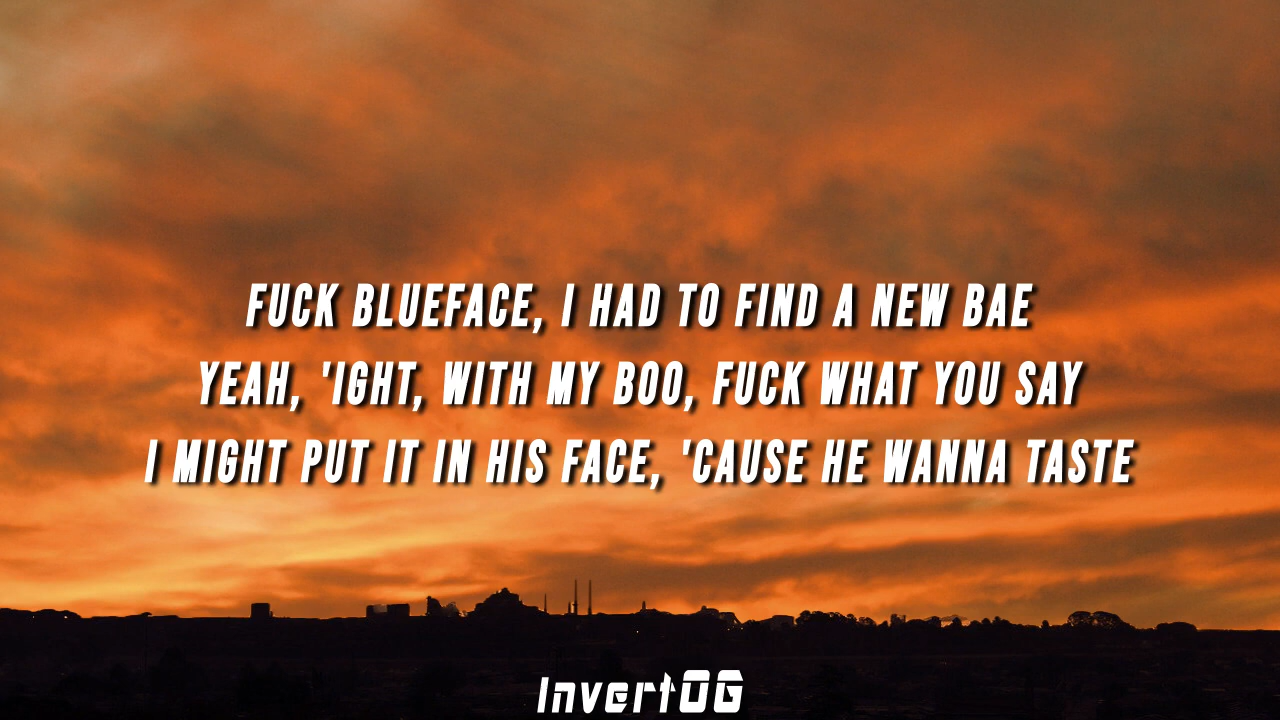 FUCK BLUEFACE, I HAD TO FIND A NEW BAE
YEAH, 'IGHT, WITH MY BOO, FUCK WHAT YOU SAY
I MIGHT PUT IT IN HIS FACE, 'CAUSE HE WANNA TASTE
InvertOG